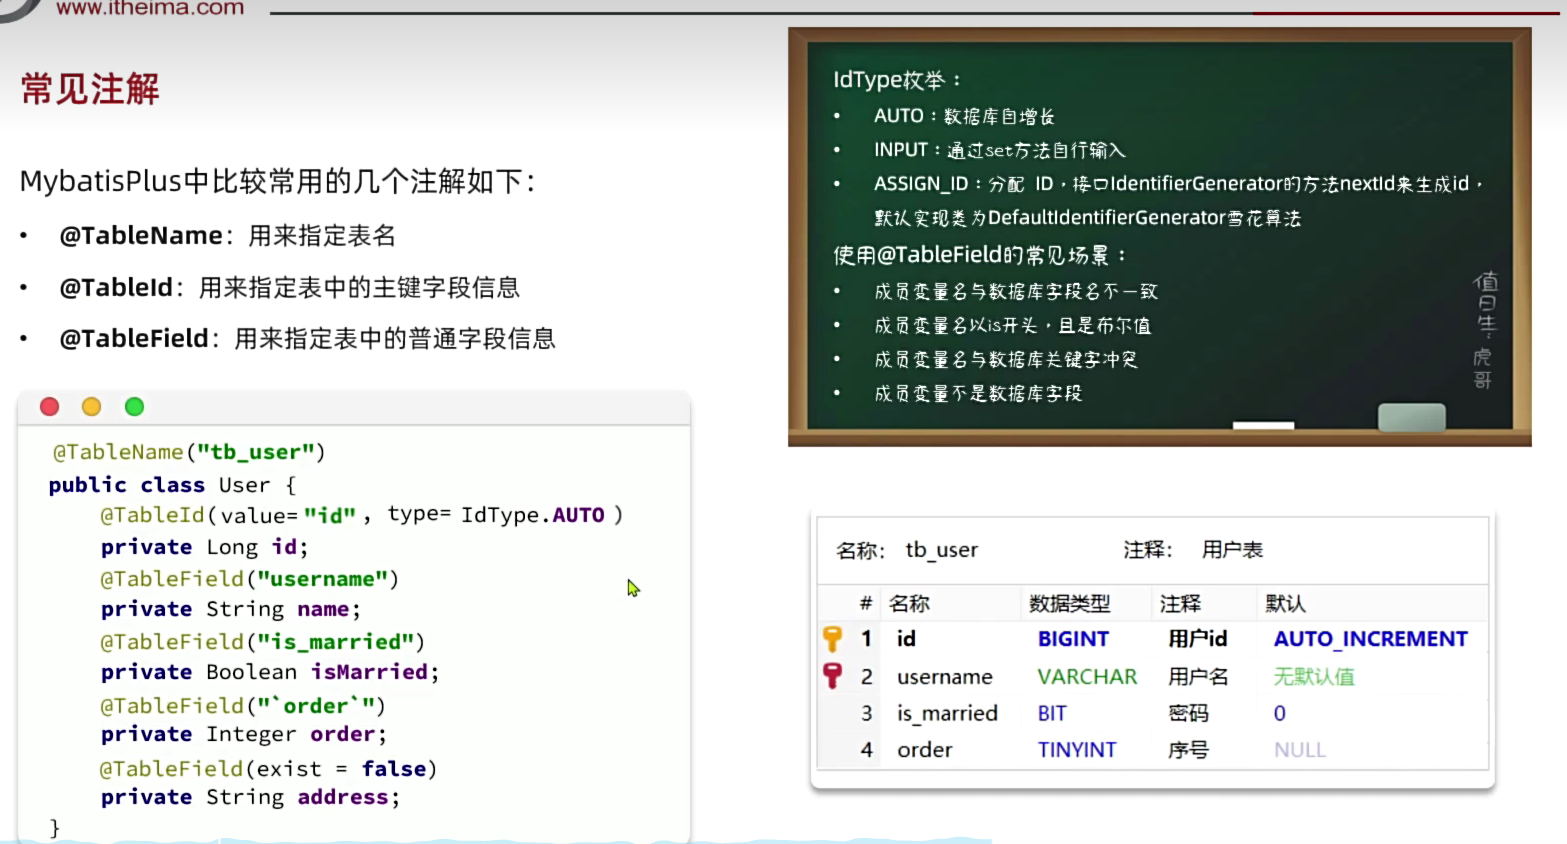 www.itheima.com
常见注解
MybatisPlus中比较常用的几个注解如下：
• @TableName：用来指定表名
• @TableId：用来指定表中的主键字段信息
• @TableField：用来指定表中的普通字段信息
@TableName("tb_user")
public class User {
@TableId(value="id", type= IdType.AUTO )
private Long id;
@TableField("username")
private String name;
@TableField("is_married")
private Boolean isMarried;
@TableField("`order`")
private Integer order;
@TableField(exist = false)
private String address;
}
IdType枚举：
• AUTO：数据库自增长
• INPUT：通过set方法自行输入
• ASSIGN_ID：分配 ID，接口IdentifierGenerator的方法nextId来生成id，
默认实现类为DefaultIdentifierGenerator雪花算法
使用@TableField的常见场景：
• 成员变量名与数据库字段名不一致
• 成员变量名以is开头，且是布尔值
• 成员变量名与数据库关键字冲突
• 成员变量不是数据库字段
值日生：虎哥
名称： tb_user 注释： 用户表
# 名称 数据类型 注释 默认
1 id BIGINT 用户id AUTO_INCREMENT
2 username VARCHAR 用户名 无默认值
3 is_married BIT 密码 0
4 order TINYINT 序号 NULL